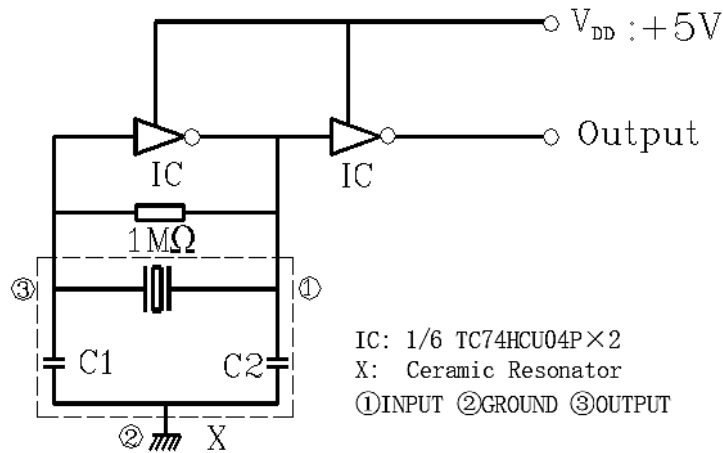 V_DD:+5V
Output
IC
IC
1MΩ
③
①
C1
C2
②
X
IC: 1/6 TC74HCU04P×2
X: Ceramic Resonator
①INPUT ②GROUND ③OUTPUT